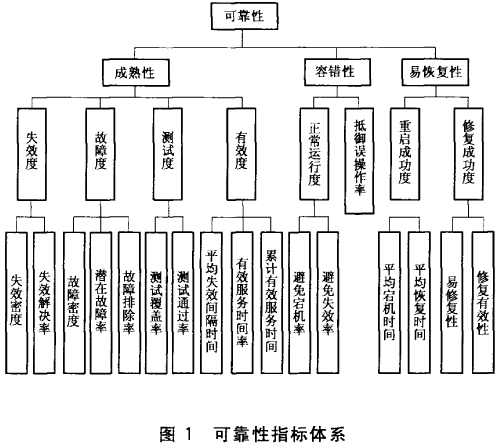 可靠性
成熟性
容错性
易恢复性
失效度
故障度
测试度
有效度
正常运行度
抵御误操作率
重启成功度
修复成功度
失效密度
失效解决率
故障密度
潜在故障率
故障排除率
测试覆盖率
测试通过率
平均失效间隔时间
有效服务时间率
累计有效服务时间
避免宕机率
避免失效率
平均宕机时间
平均恢复时间
易修复性
修复有效性
图 1 可靠性指标体系